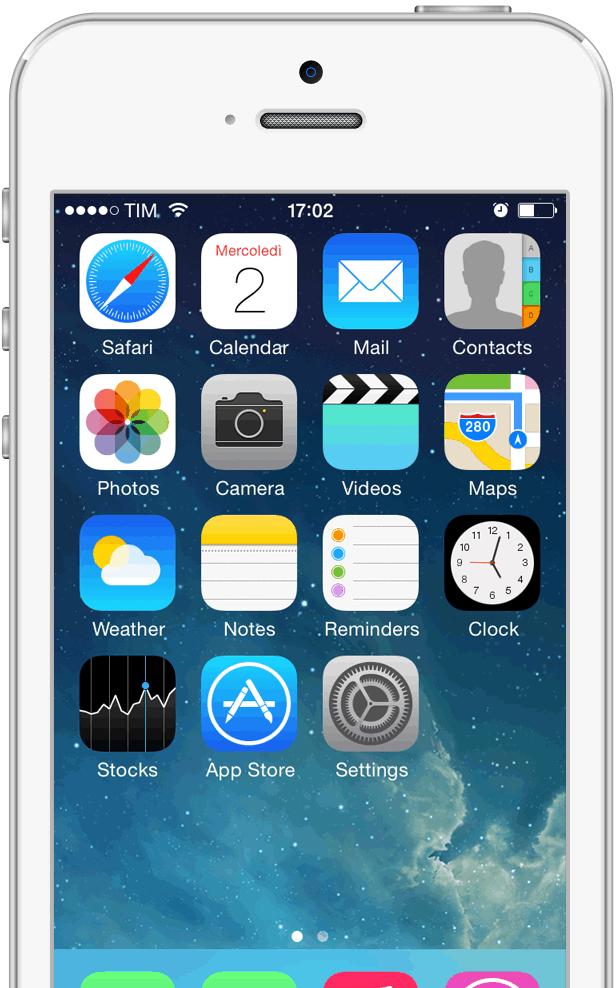 TIM 17:02
Mercoledì
2
A
B
C
D
Safari Calendar Mail Contacts
280
Photos Camera Videos Maps
12
11 1
10 2
9 3
8 4
7 5
6
Weather Notes Reminders Clock
Stocks App Store Settings